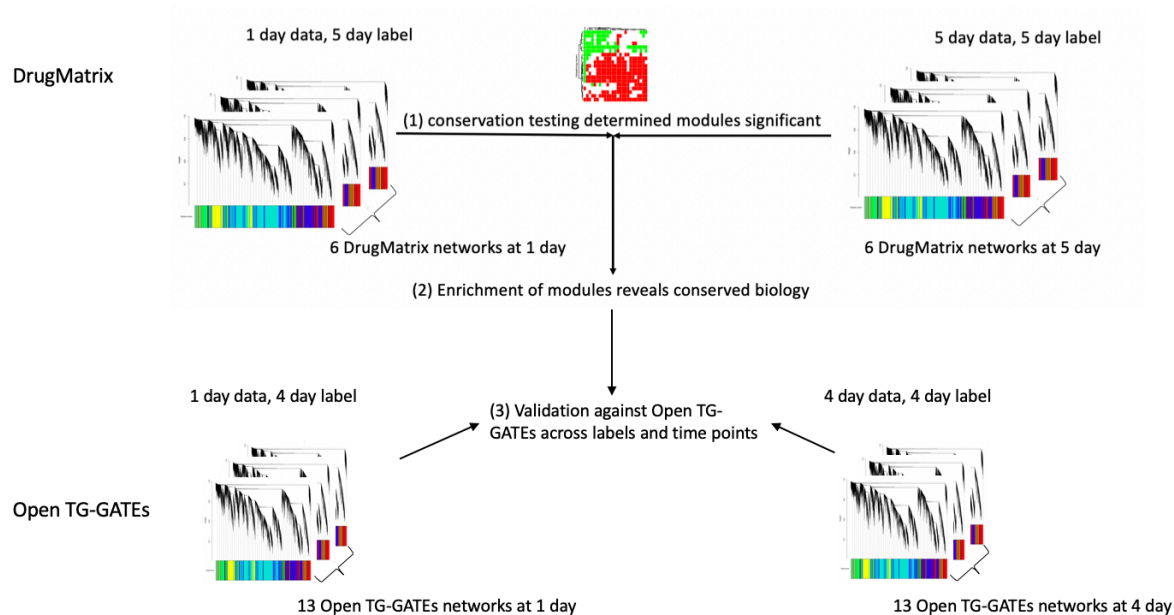 1 day data, 5 day label
5 day data, 5 day label
DrugMatrix
(1) conservation testing determined modules significant
6 DrugMatrix networks at 1 day
6 DrugMatrix networks at 5 day
(2) Enrichment of modules reveals conserved biology
1 day data, 4 day label
4 day data, 4 day label
(3) Validation against Open TG-
GATEs across labels and time points
Open TG-GATEs
13 Open TG-GATEs networks at 1 day
13 Open TG-GATEs networks at 4 day